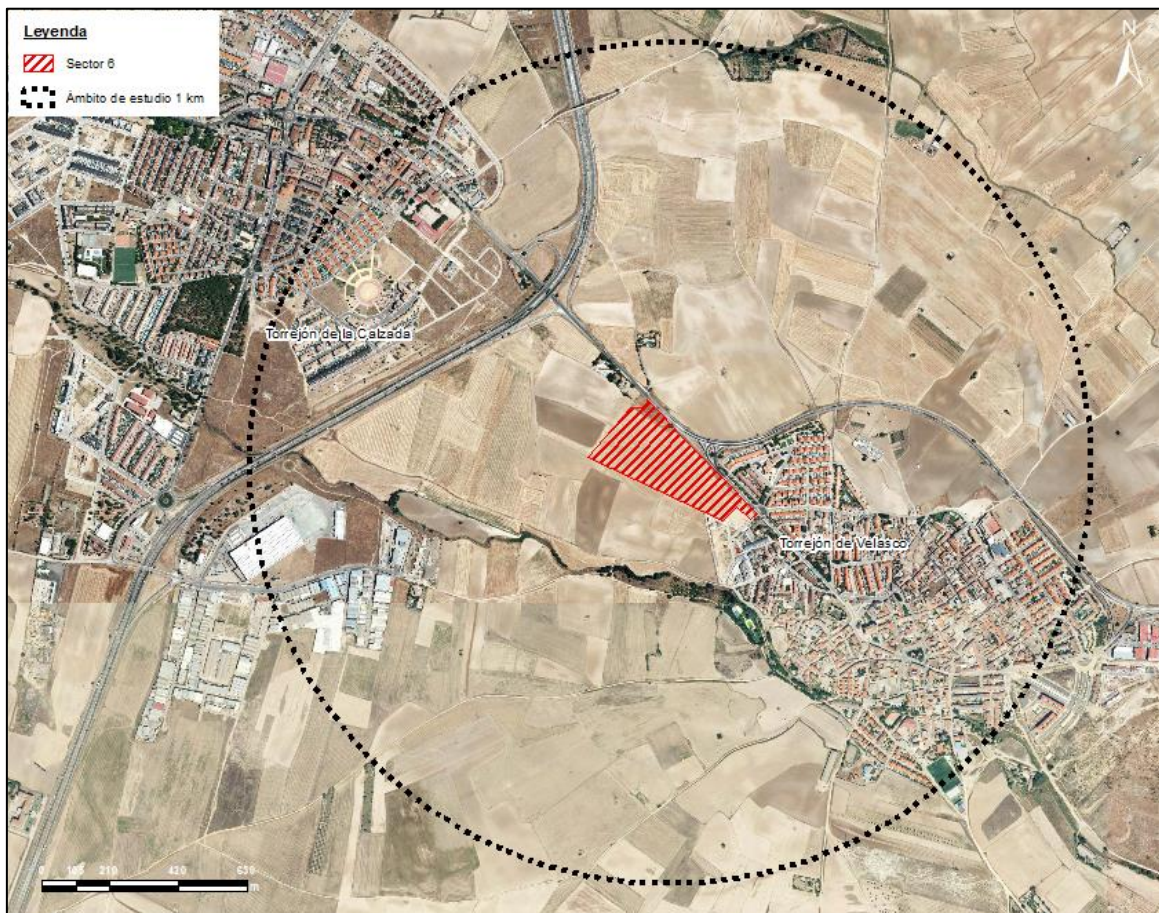 Leyenda
Sector 6
Ámbito de estudio 1 km
N
Torrejón de la Calzada
Torrejón de Velasco
0 105 210 420 630
m